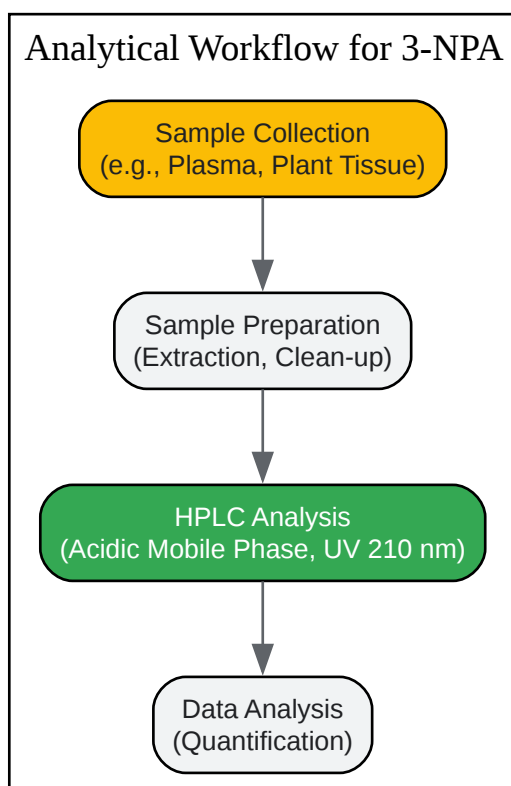 Analytical Workflow for 3-NPA
Sample Collection
(e.g., Plasma, Plant Tissue)
Sample Preparation
(Extraction, Clean-up)
HPLC Analysis
(Acidic Mobile Phase, UV 210 nm)
Data Analysis
(Quantification)